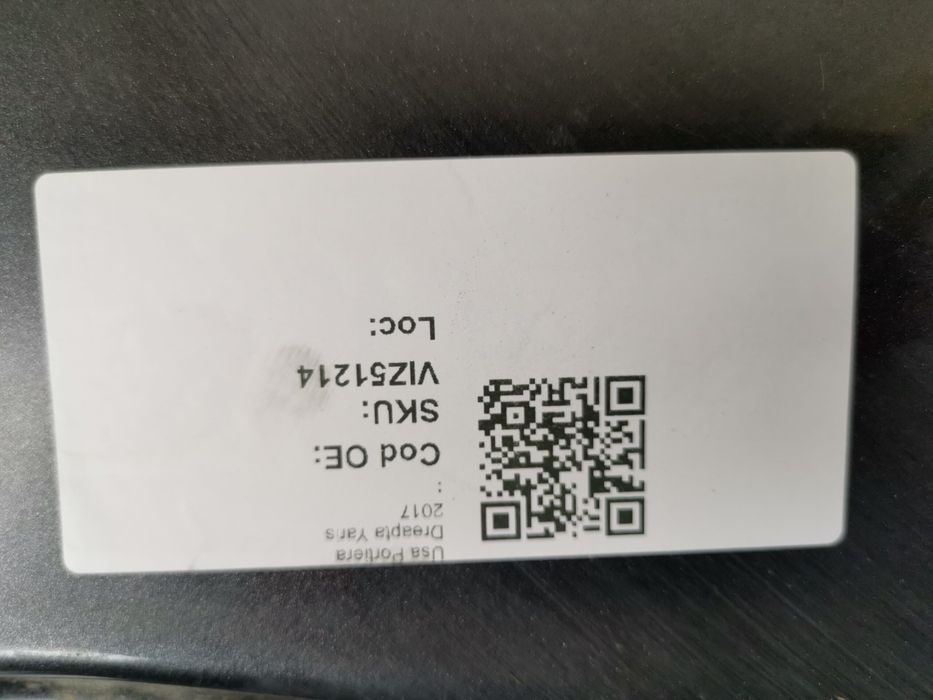 Usa Portiera
Dreapta Yaris
2017
:
Cod OE:
SKU:
VIZ51214
Loc: